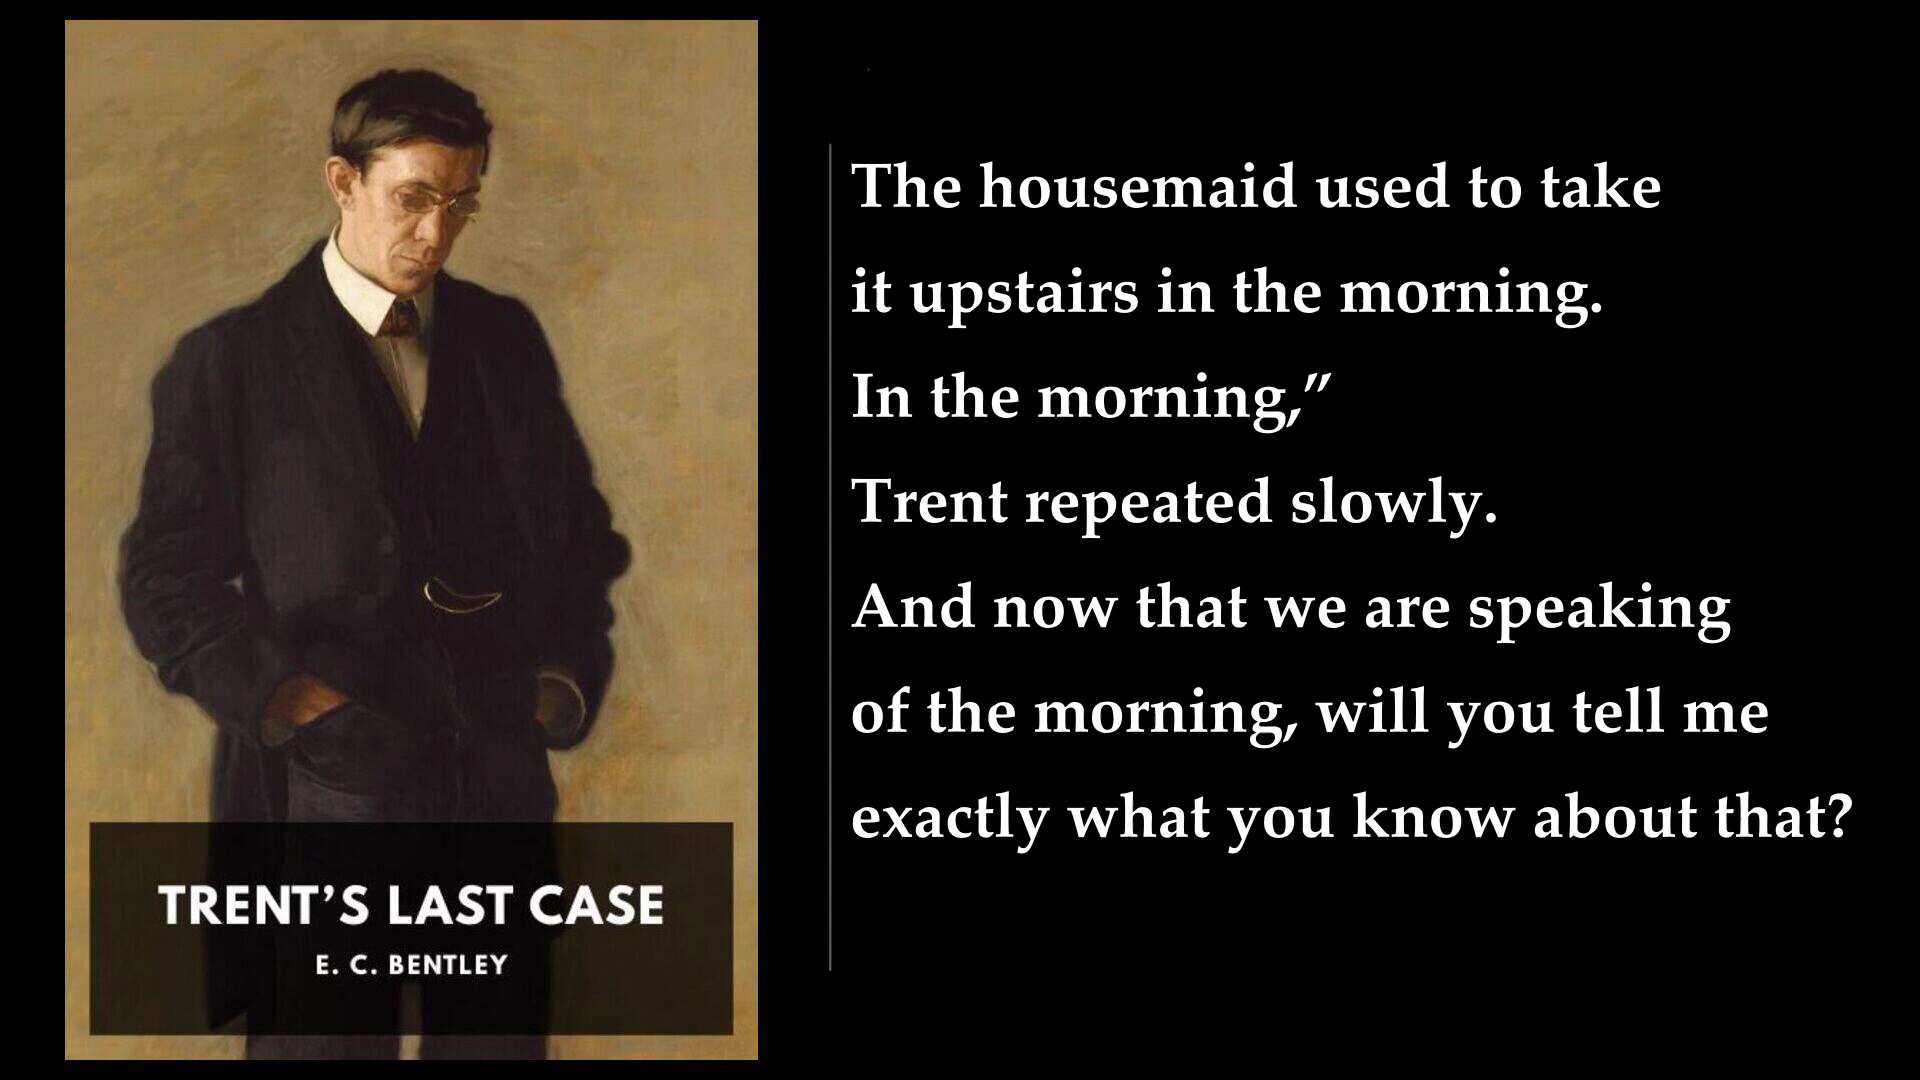 TRENT’S LAST CASE
E. C. BENTLEY
The housemaid used to take
it upstairs in the morning.
In the morning,”
Trent repeated slowly.
And now that we are speaking
of the morning, will you tell me
exactly what you know about that?